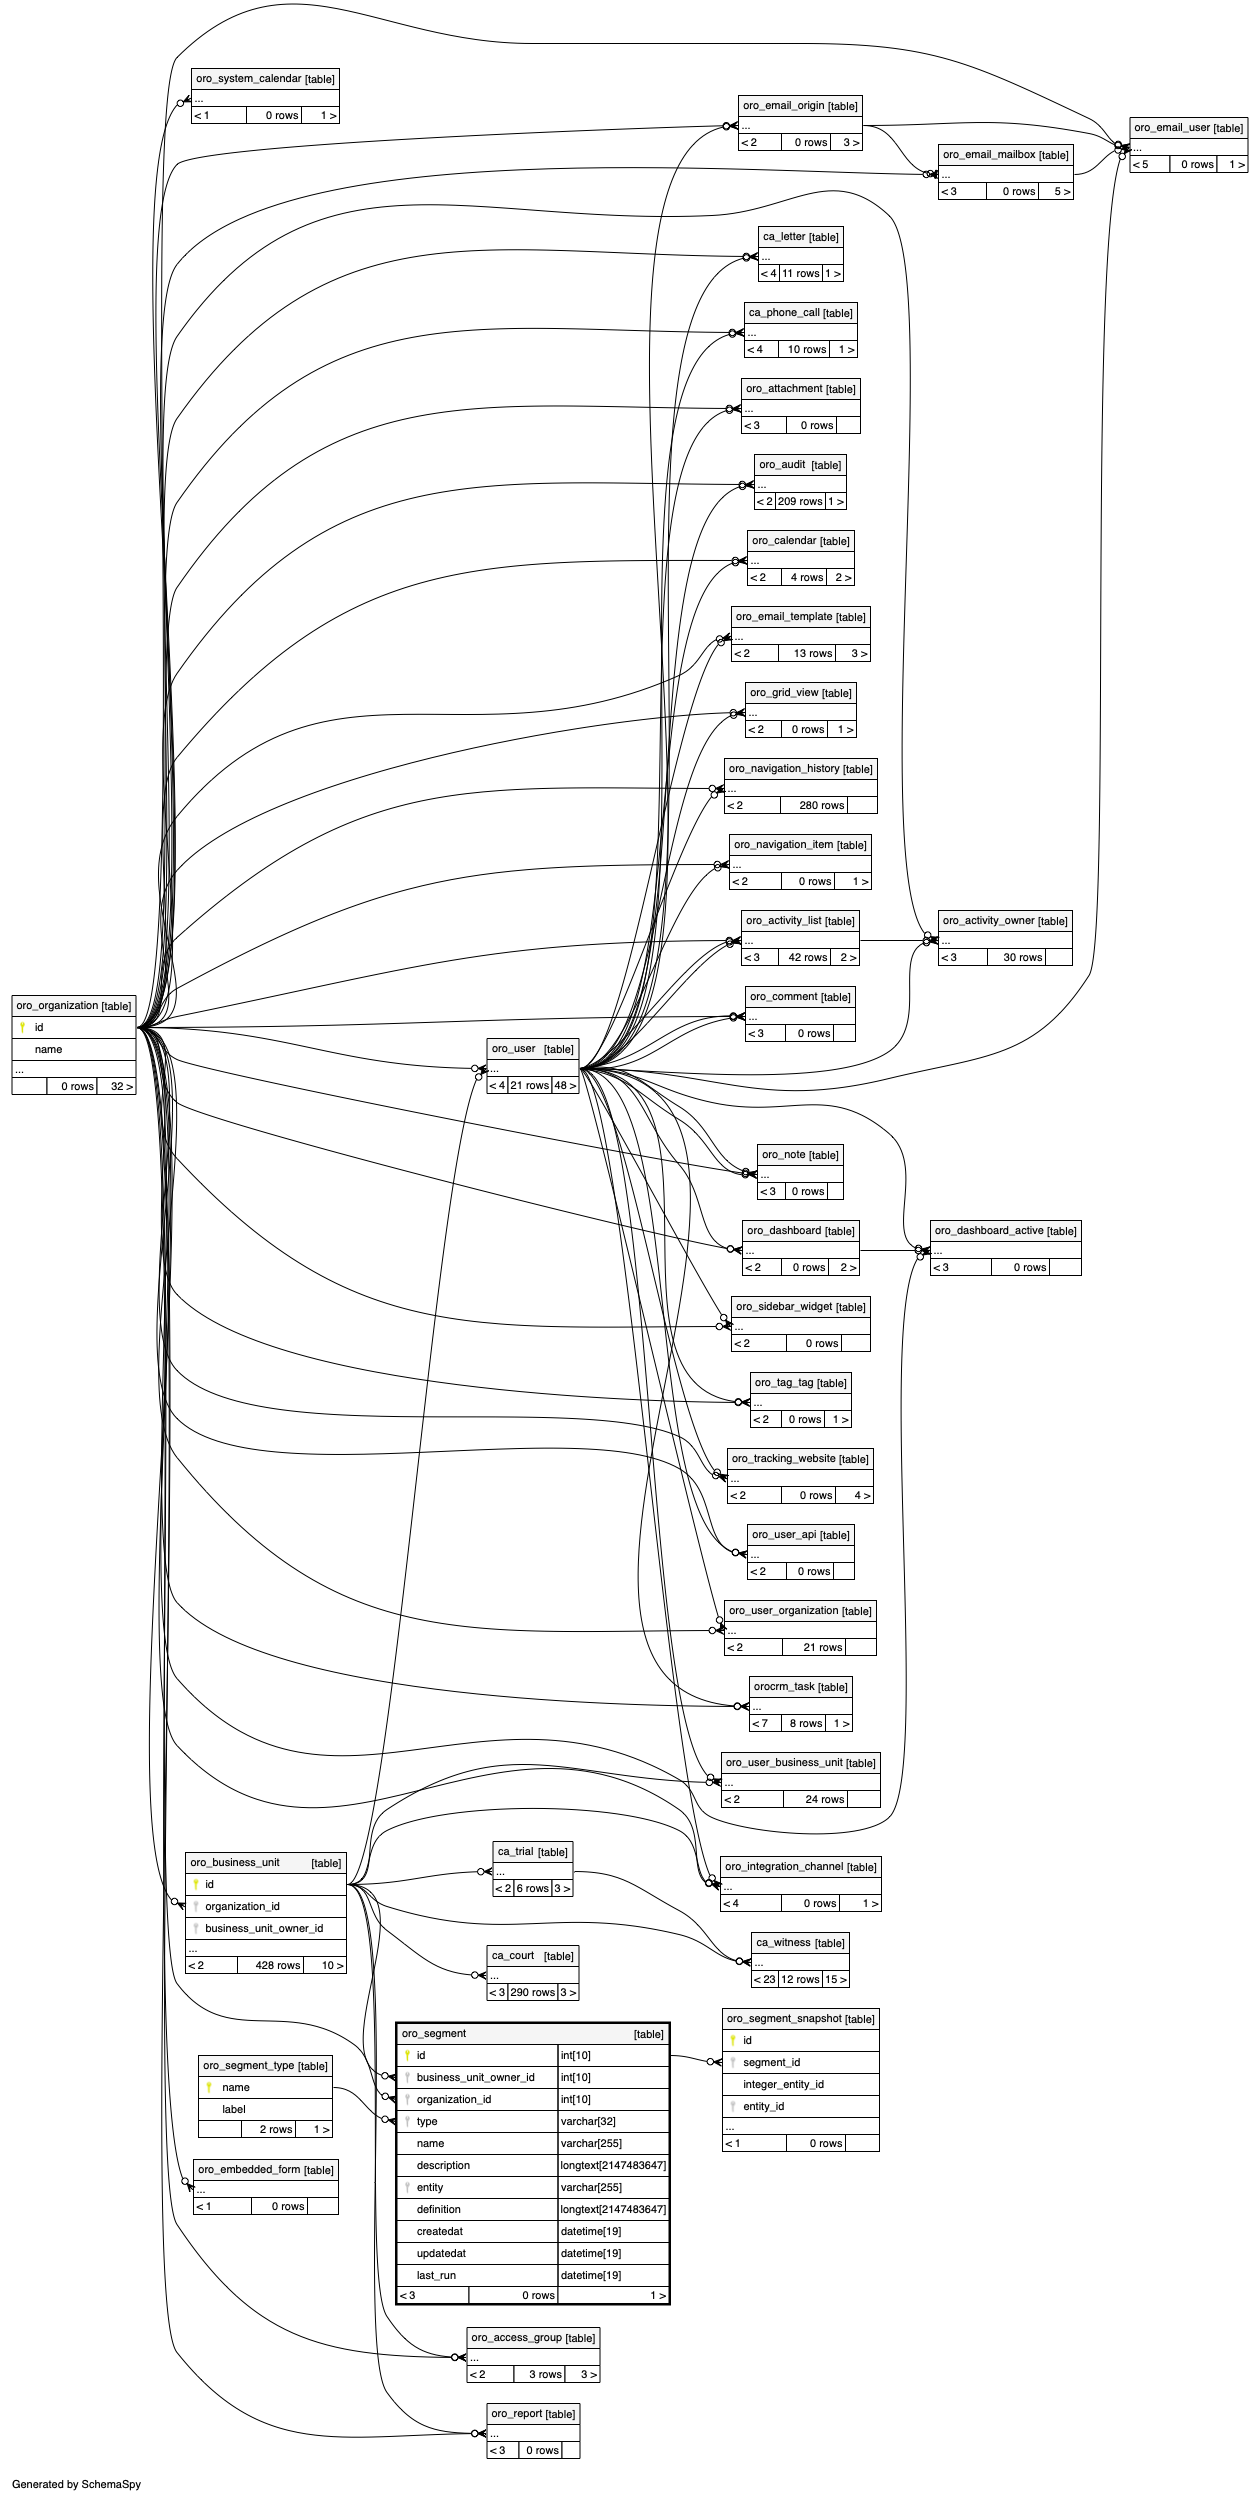 oro_system_calendar [table]
...
< 1 0 rows 1 >
oro_email_origin [table]
...
< 2 0 rows 3 >
oro_email_user [table]
...
< 5 0 rows 1 >
oro_email_mailbox [table]
...
< 3 0 rows 5 >
ca_letter [table]
...
< 4 11 rows 1 >
ca_phone_call [table]
...
< 4 10 rows 1 >
oro_attachment [table]
...
< 3 0 rows
oro_audit [table]
...
< 2 209 rows 1 >
oro_calendar [table]
...
< 2 4 rows 2 >
oro_email_template [table]
...
< 2 13 rows 3 >
oro_grid_view [table]
...
< 2 0 rows 1 >
oro_navigation_history [table]
...
< 2 280 rows
oro_navigation_item [table]
...
< 2 0 rows 1 >
oro_activity_list [table]
...
< 3 42 rows 2 >
oro_activity_owner [table]
...
< 3 30 rows
oro_comment [table]
...
< 3 0 rows
oro_organization [table]
id
name
...
0 rows 32 >
oro_user [table]
...
< 4 21 rows 48 >
oro_note [table]
...
< 3 0 rows
oro_dashboard [table]
...
< 2 0 rows 2 >
oro_dashboard_active [table]
...
< 3 0 rows
oro_sidebar_widget [table]
...
< 2 0 rows
oro_tag_tag [table]
...
< 2 0 rows 1 >
oro_tracking_website [table]
...
< 2 0 rows 4 >
oro_user_api [table]
...
< 2 0 rows
oro_user_organization [table]
...
< 2 21 rows
orocrm_task [table]
...
< 7 8 rows 1 >
oro_user_business_unit [table]
...
< 2 24 rows
oro_business_unit [table]
id
organization_id
business_unit_owner_id
...
< 2 428 rows 10 >
ca_trial [table]
...
< 2 6 rows 3 >
oro_integration_channel [table]
...
< 4 0 rows 1 >
ca_court [table]
...
< 3 290 rows 3 >
ca_witness [table]
...
< 23 12 rows 15 >
oro_segment [table]
id int[10]
business_unit_owner_id int[10]
organization_id int[10]
type varchar[32]
name varchar[255]
description longtext[2147483647]
entity varchar[255]
definition longtext[2147483647]
createdat datetime[19]
updatedat datetime[19]
last_run datetime[19]
< 3 0 rows 1 >
oro_segment_snapshot [table]
id
segment_id
integer_entity_id
entity_id
...
< 1 0 rows
oro_segment_type [table]
name
label
2 rows 1 >
oro_embedded_form [table]
...
< 1 0 rows
oro_access_group [table]
...
< 2 3 rows 3 >
oro_report [table]
...
< 3 0 rows
Generated by SchemaSpy